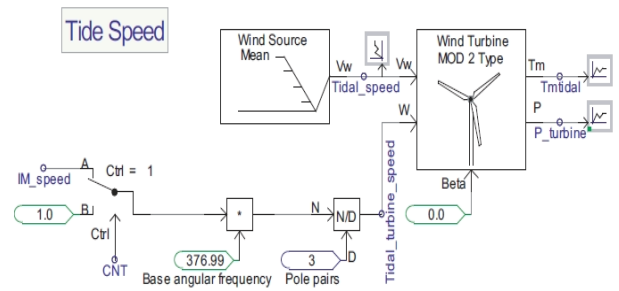 Tide Speed
Wind Source
Mean
Vw
Tidal_speed
Vw
W
Wind Turbine
MOD 2 Type
Tm
Tmtidal
P
P_turbine
Beta
0.0
IM_speed
A
Ctrl = 1
1.0
B
Ctrl
CNT
*
376.99
Base angular frequency
N
N/D
D
3
Pole pairs
Tidal_turbine_speed